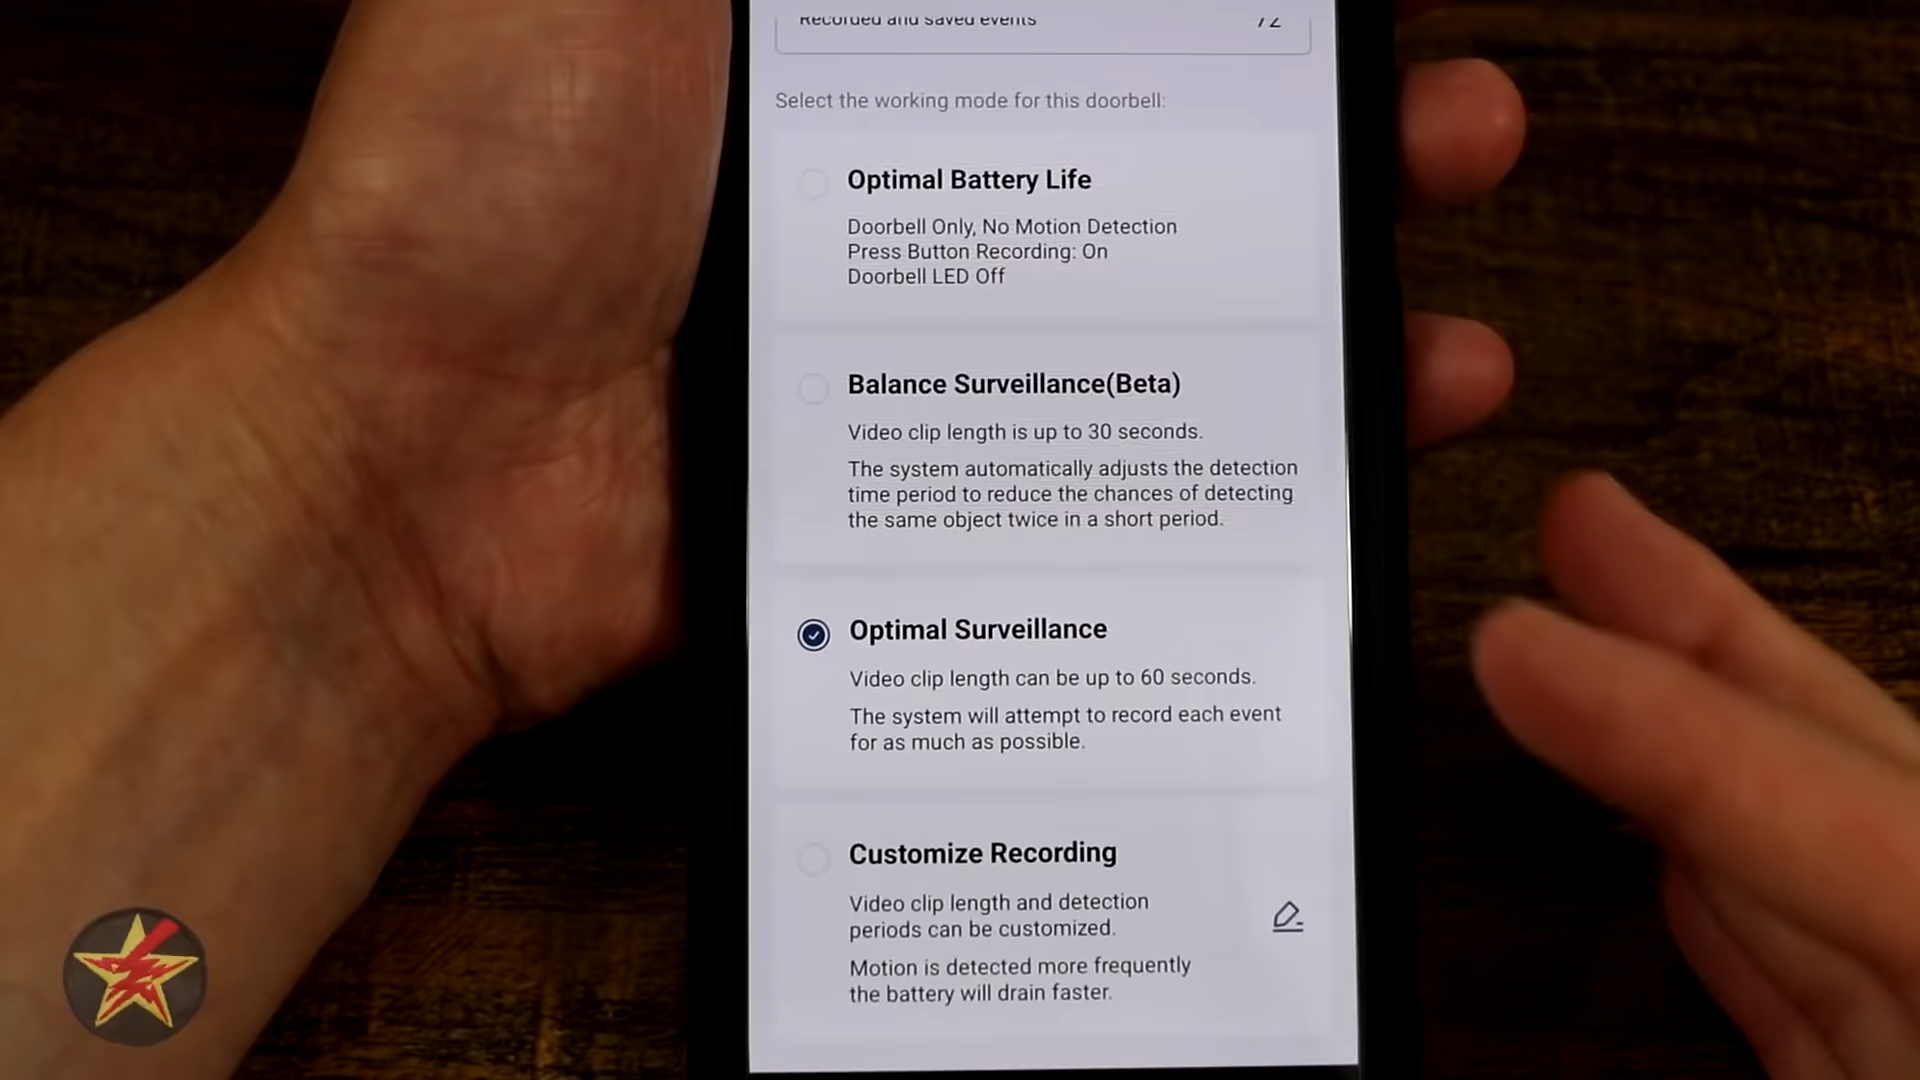 Recorded and saved events 72
Select the working mode for this doorbell:
Optimal Battery Life
Doorbell Only, No Motion Detection
Press Button Recording: On
Doorbell LED Off
Balance Surveillance(Beta)
Video clip length is up to 30 seconds.
The system automatically adjusts the detection
time period to reduce the chances of detecting
the same object twice in a short period.
Optimal Surveillance
Video clip length can be up to 60 seconds.
The system will attempt to record each event
for as much as possible.
Customize Recording
Video clip length and detection
periods can be customized.
Motion is detected more frequently
the battery will drain faster.